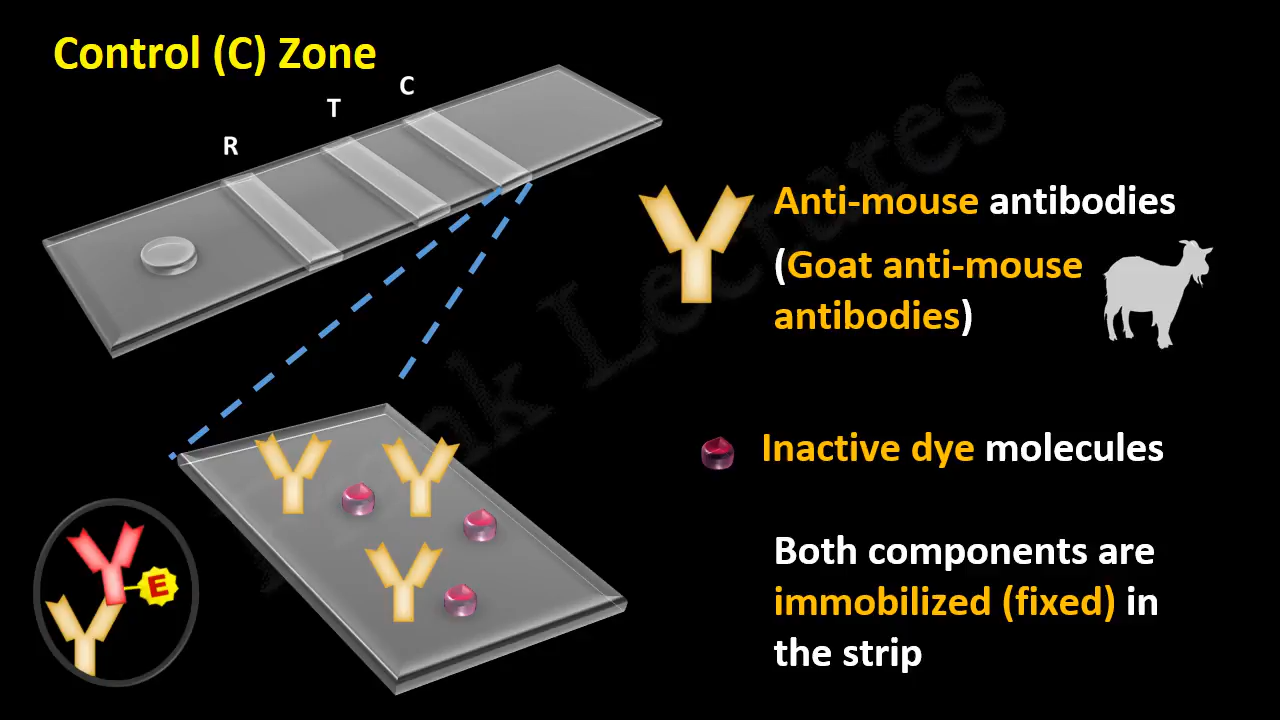 Control (C) Zone
C
T
R
Anti-mouse antibodies
(Goat anti-mouse
antibodies)
Inactive dye molecules
Both components are
immobilized (fixed) in
the strip
E
Lectures